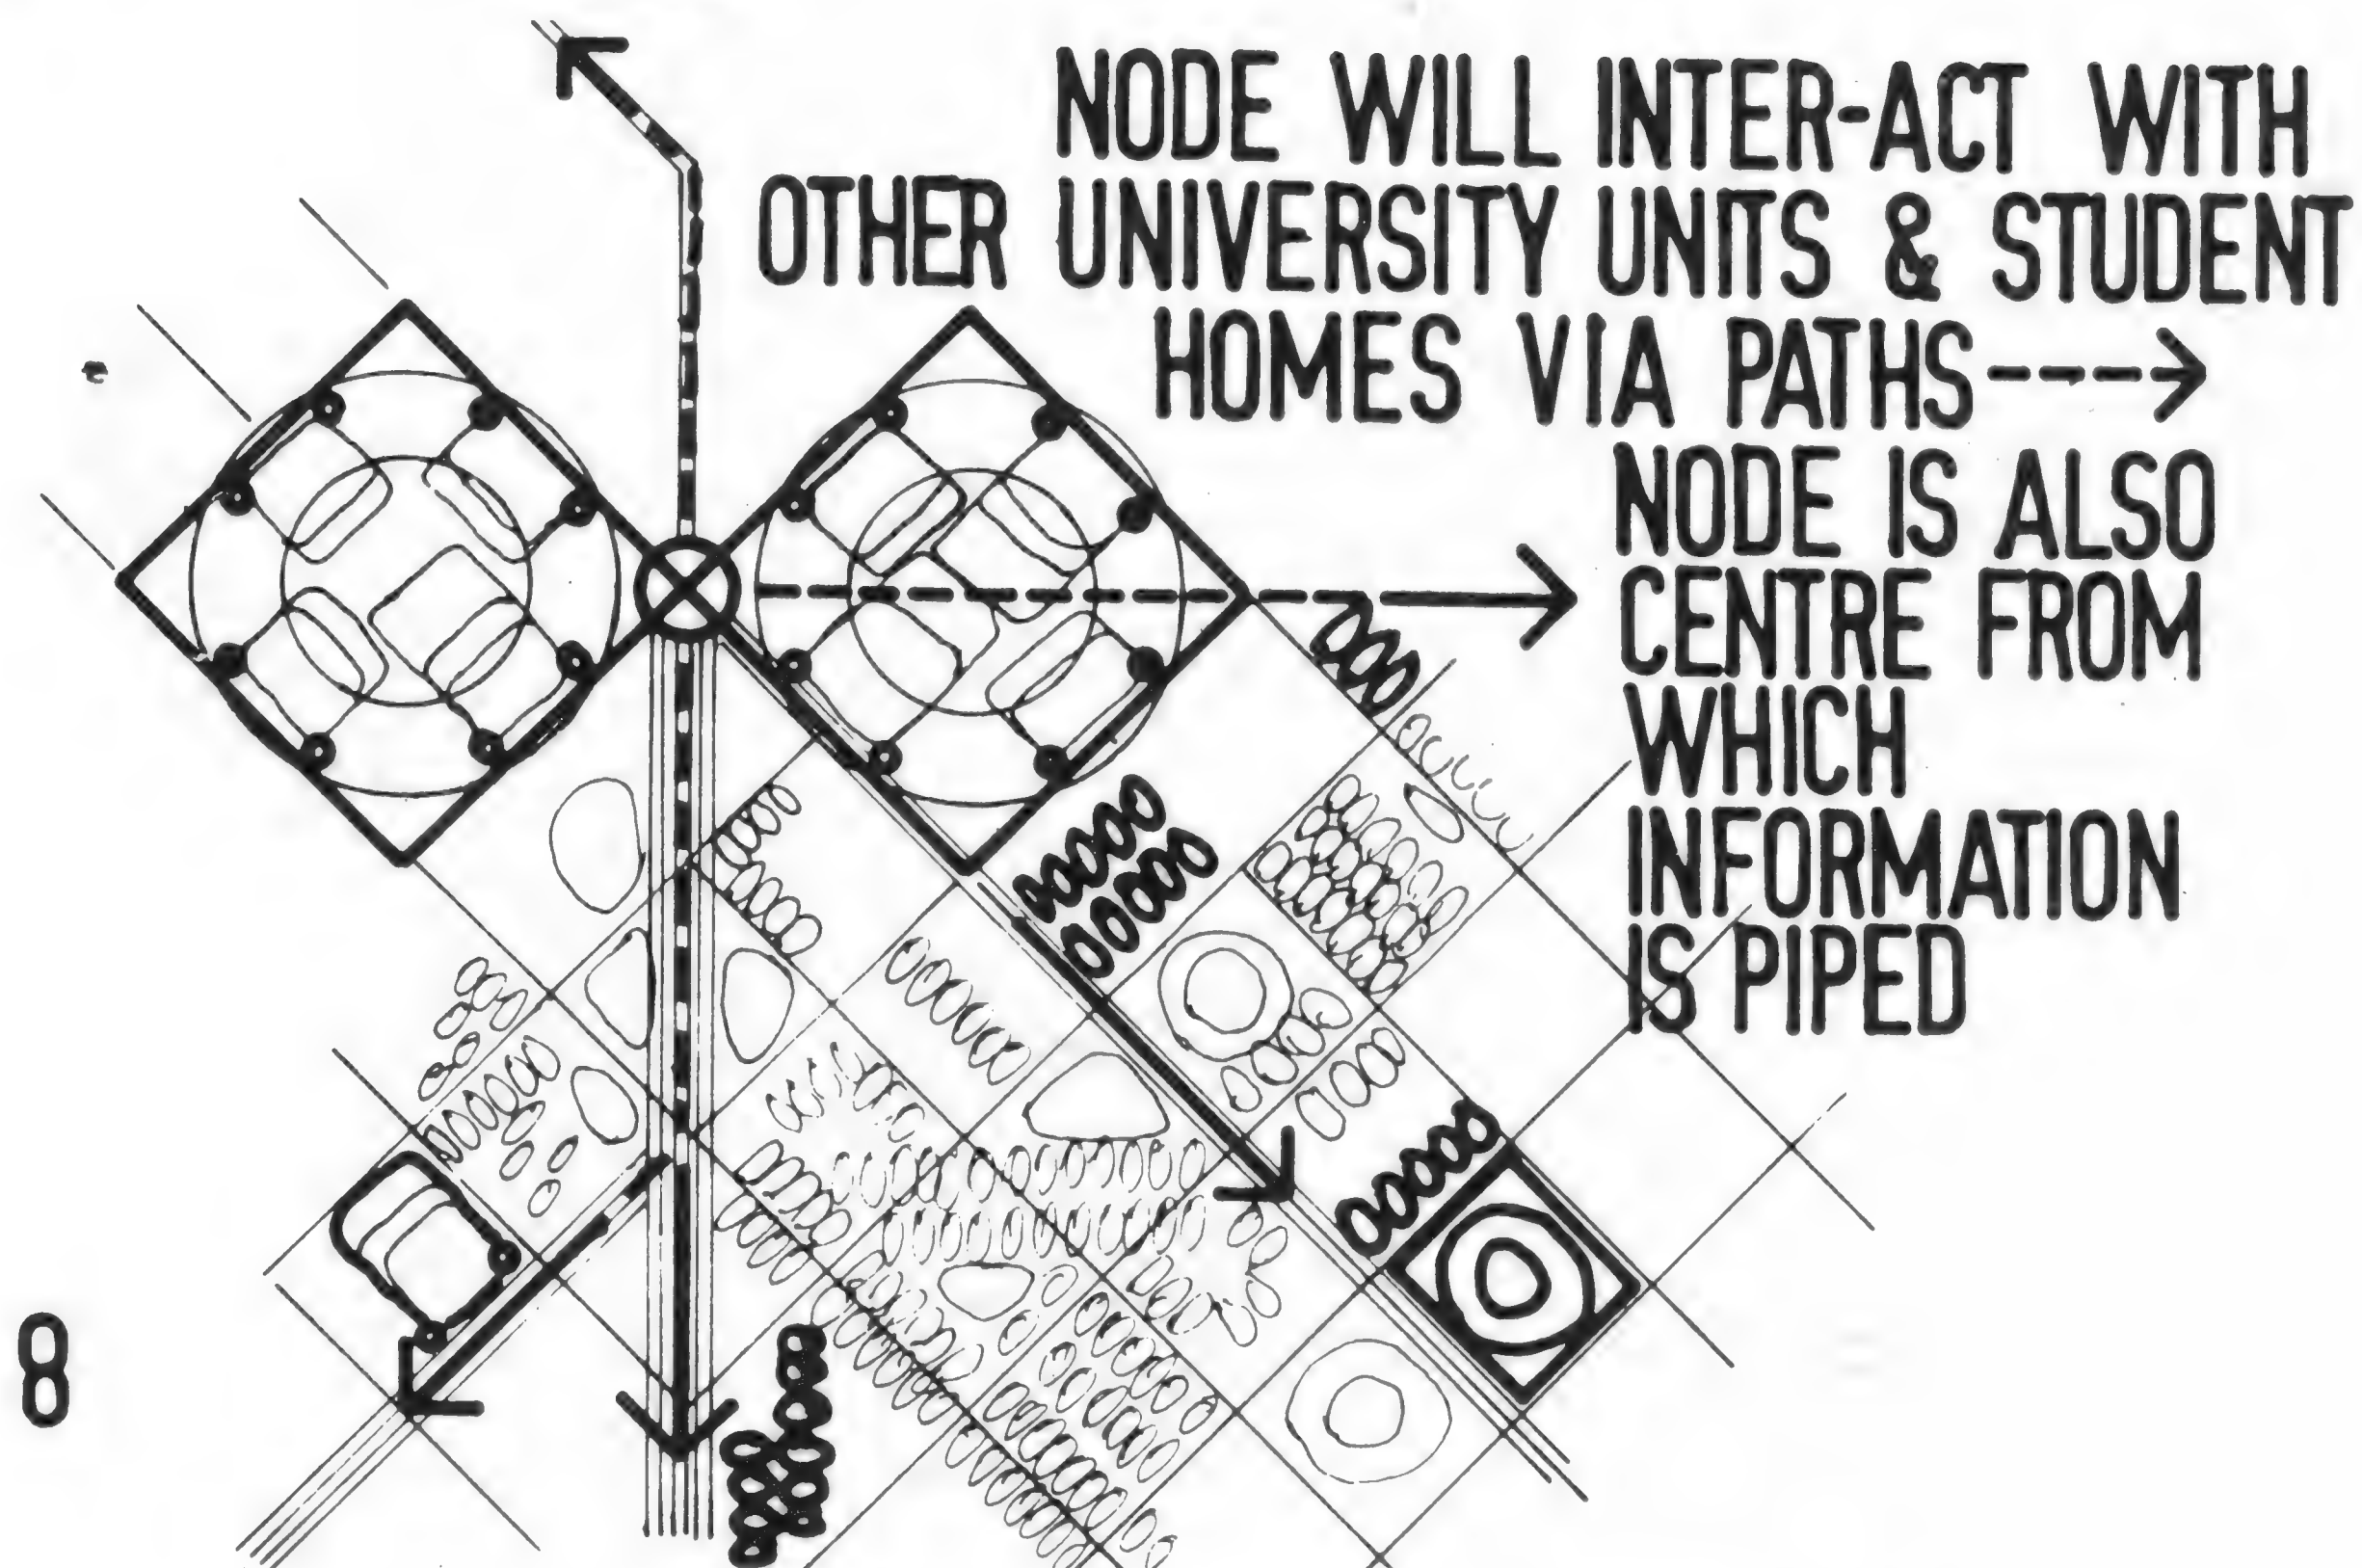 NODE WILL INTER-ACT WITH
OTHER UNIVERSITY UNITS & STUDENT
HOMES VIA PATHS
NODE IS ALSO
CENTRE FROM
WHICH
INFORMATION
IS PIPED
8